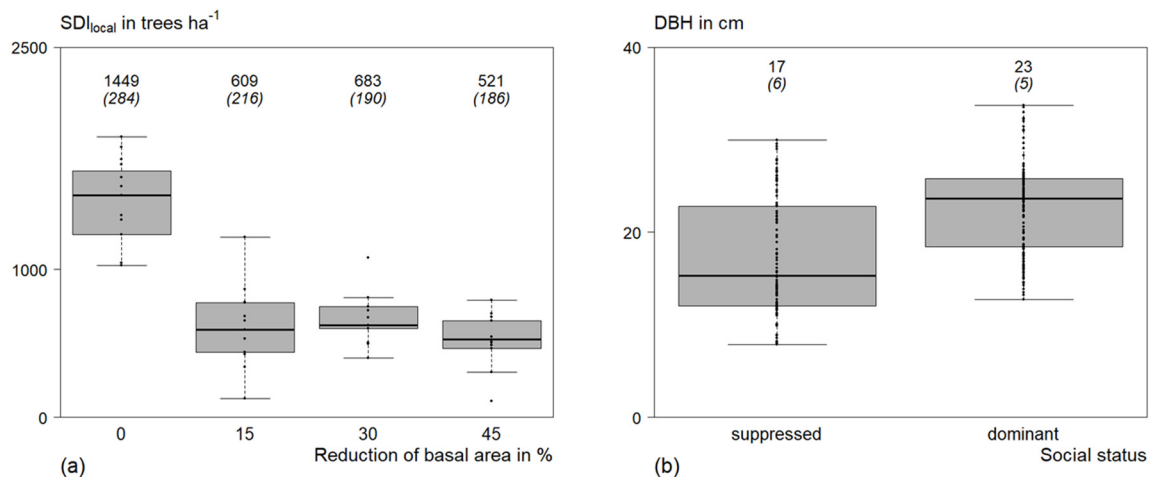 SDIlocal in trees ha⁻¹
2500
1449 609 683 521
(284) (216) (190) (186)
1000
0
0 15 30 45
Reduction of basal area in %
(a)
DBH in cm
40
17 23
(6) (5)
20
0
suppressed dominant
Social status
(b)